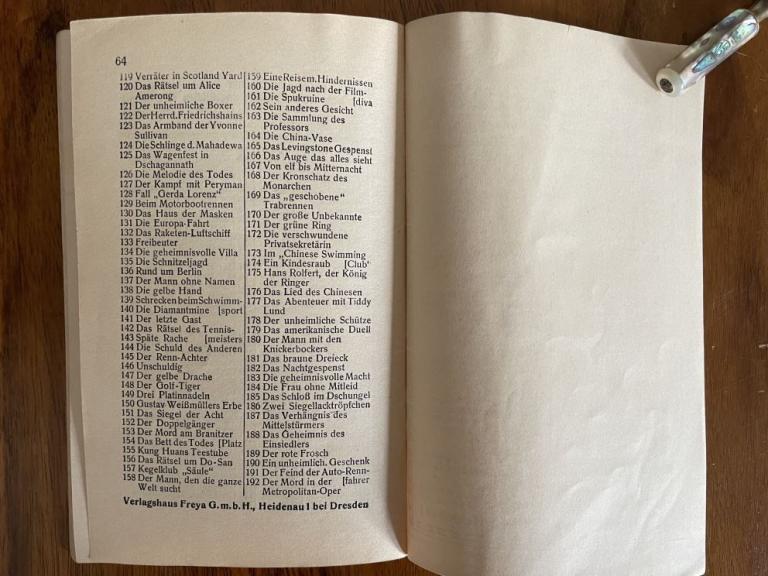 64
119 Verräter in Scotland Yard
120 Das Rätsel um Alice
Amerong
121 Der unheimliche Boxer
122 Der Herr d. Friedrichshains
123 Das Armband der Yvonne
Sullivan
124 Die Schlinge d. Mahadewa
125 Das Wagenfest in
Dschagannath
126 Die Melodie des Todes
127 Der Kampf mit Peryman
128 Fall „Gerda Lorenz“
129 Beim Motorbootrennen
130 Das Haus der Masken
131 Die Europa-Fahrt
132 Das Raketen-Luftschiff
133 Freibeuter
134 Die geheimnisvolle Villa
135 Die Schnitzeljagd
136 Rund um Berlin
137 Der Mann ohne Namen
138 Die gelbe Hand
139 Schrecken beim Schwimm-
140 Die Diamantmine [sport
141 Der letzte Gast
142 Das Rätsel des Tennis-
143 Späte Rache [meisters
144 Die Schuld des Anderen
145 Der Renn-Achter
146 Unschuldig
147 Der gelbe Drache
148 Der Golf-Tiger
149 Drei Platinnadeln
150 Gustav Weißmüllers Erbe
151 Das Siegel der Acht
152 Der Doppelgänger
153 Der Mord am Branitzer
154 Das Bett des Todes [Platz
155 Kung Huans Teetube
156 Das Rätsel um Do-San
157 Kegelklub „Säule“
158 Der Mann, den die ganze
Welt sucht
159 Eine Reise m. Hindernissen
160 Die Jagd nach der Film-
161 Die Spukruine [diva
162 Sein anderes Gesicht
163 Die Sammlung des
Professors
164 Die China-Vase
165 Das Levingstone Gespenst
166 Das Auge das alles sieht
167 Von elf bis Mitternacht
168 Der Kronschatz des
Monarchen
169 Das „geschobene“
Trabrennen
170 Der große Unbekannte
171 Der grüne Ring
172 Die verschwundene
Privatsekretärin
173 Im „Chinese Swimming
174 Ein Kindesraub [Club“
175 Hans Rolfert, der König
der Ringer
176 Das Lied des Chinesen
177 Das Abenteuer mit Tiddy
Lund
178 Der unheimliche Schütze
179 Das amerikanische Duell
180 Der Mann mit den
Knickerbockers
181 Das braune Dreieck
182 Das Nachtgespenst
183 Die geheimnisvolle Macht
184 Die Frau ohne Mitleid
185 Das Schloß im Dschungel
186 Zwei Siegellacktröpfchen
187 Das Verhängnis des
Mittelstürmers
188 Das Geheimnis des
Einsiedlers
189 Der rote Frosch
190 Ein unheimlich. Geschenk
191 Der Feind der Auto-Renn-
192 Der Mord in der [fahrer
Metropolitan-Oper
Verlagshaus Freya G.m.b.H., Heidenau I bei Dresden